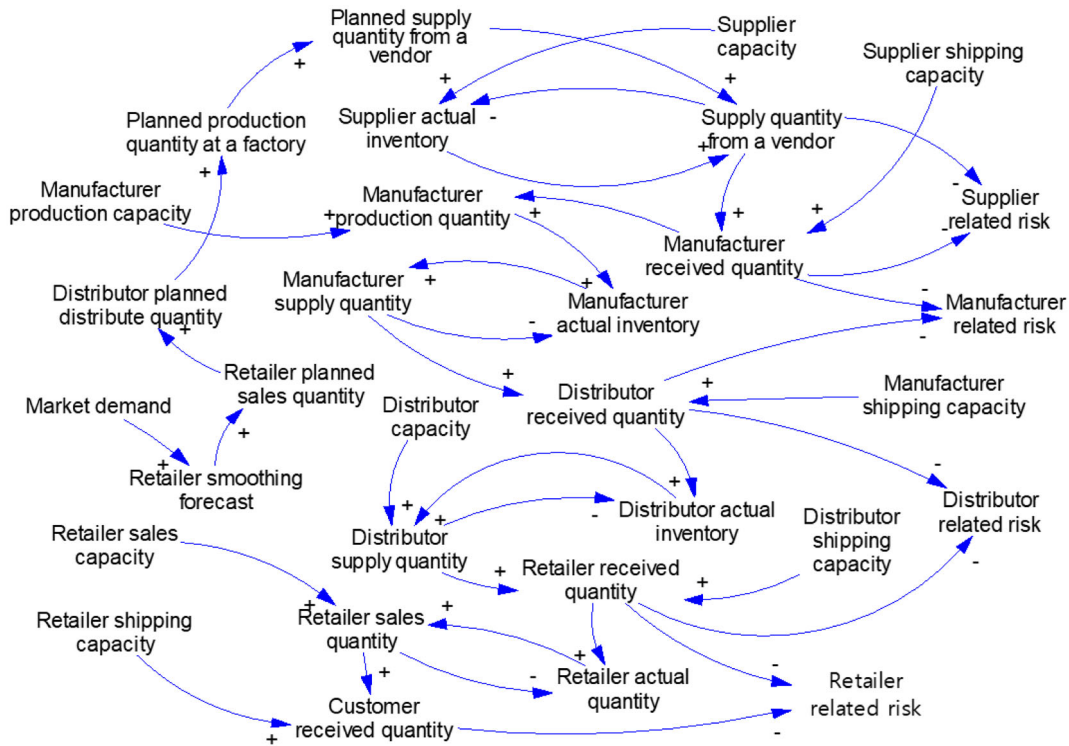 Planned supply
quantity from a
vendor
+
Supplier
capacity
Supplier shipping
capacity
+
+
Planned production
quantity at a factory
+
Supplier actual
inventory
-
Supply quantity
from a vendor
+
-
Supplier
related risk
-
Manufacturer
production capacity
+
Manufacturer
production quantity
+
+
+
Manufacturer
received quantity
Distributor planned
distribute quantity
+
Manufacturer
supply quantity
+
+
-
Manufacturer
actual inventory
-
Manufacturer
related risk
-
Retailer planned
sales quantity
+
Market demand
+
Retailer smoothing
forecast
Distributor
capacity
+
Distributor
received quantity
+
Manufacturer
shipping capacity
+
+
+
Distributor
supply quantity
+
-
Distributor actual
inventory
+
Distributor
shipping
capacity
-
Distributor
related risk
-
Retailer sales
capacity
+
Retailer received
quantity
+
Retailer shipping
capacity
+
Retailer sales
quantity
+
+
-
Retailer actual
quantity
+
Customer
received quantity
+
-
Retailer
related risk
-